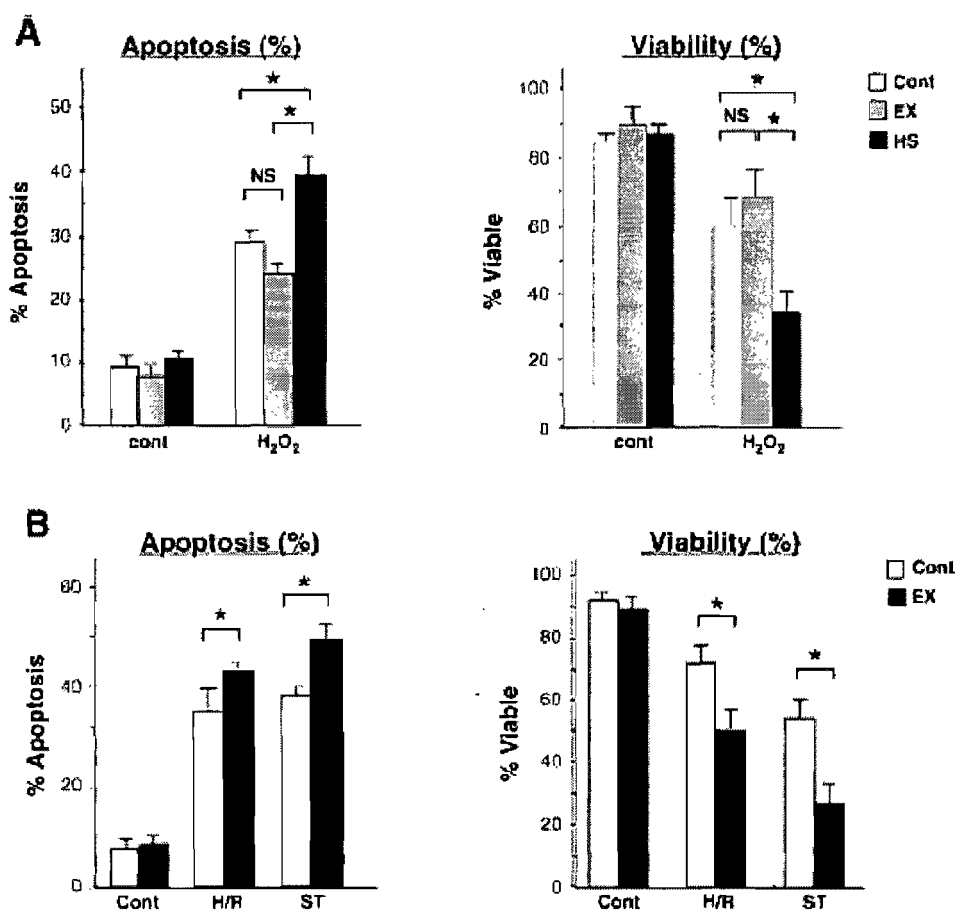 A
Apoptosis (%)
% Apoptosis
50
40
30
20
10
0
*
*
NS
cont
H₂O₂
Viability (%)
% Viable
100
80
60
40
20
0
*
NS
*
cont
H₂O₂
Cont
EX
HS
B
Apoptosis (%)
% Apoptosis
60
40
20
0
*
*
Cont
H/R
ST
Viability (%)
% Viable
100
80
60
40
20
0
*
*
Cont
H/R
ST
Cont
EX